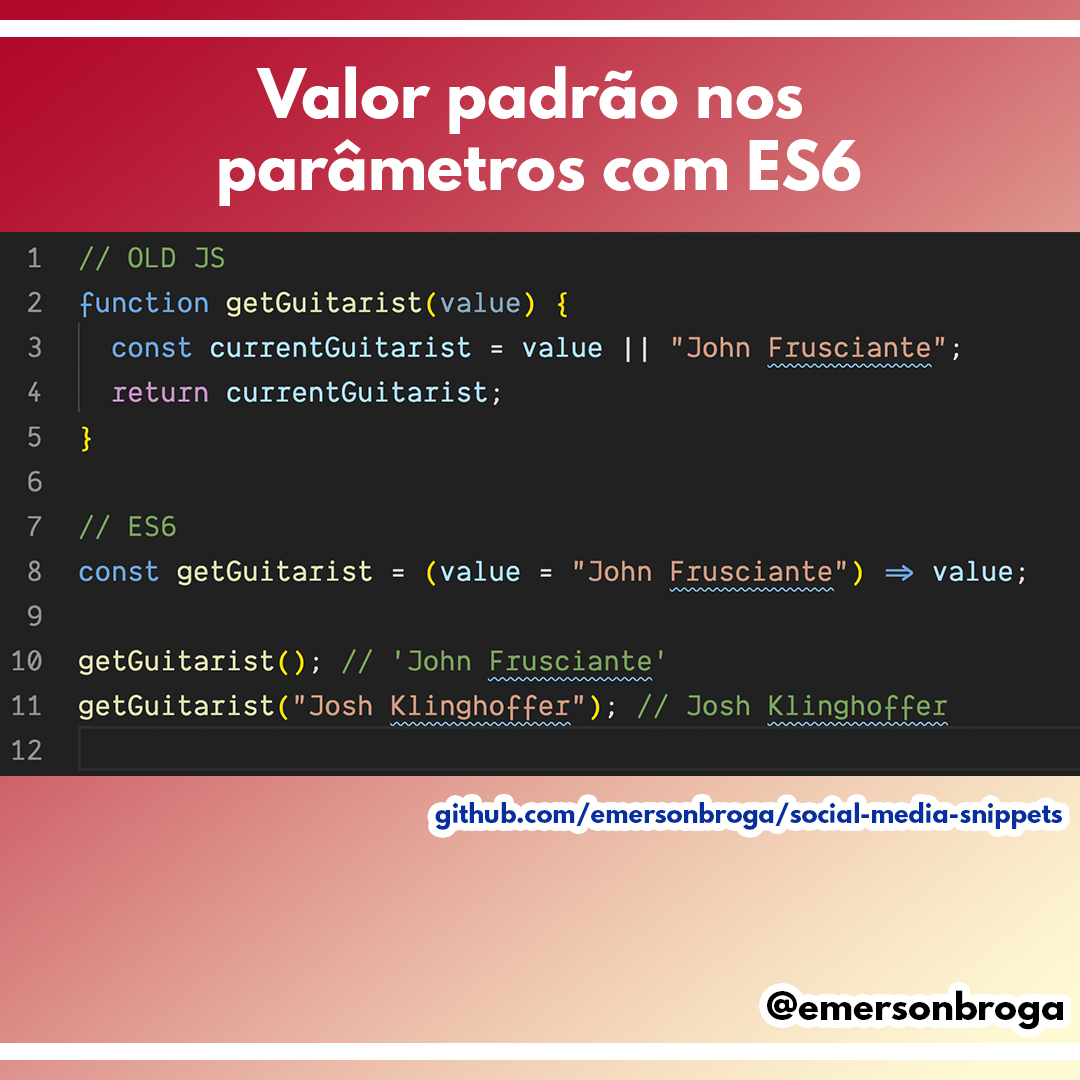 Valor padrão nos
parâmetros com ES6
1 // OLD JS
2 function getGuitarist(value) {
3 const currentGuitarist = value || "John Frusciante";
4 return currentGuitarist;
5 }
6
7 // ES6
8 const getGuitarist = (value = "John Frusciante") => value;
9
10 getGuitarist(); // 'John Frusciante'
11 getGuitarist("Josh Klinghoffer"); // Josh Klinghoffer
12
github.com/emersonbroga/social-media-snippets
@emersonbroga